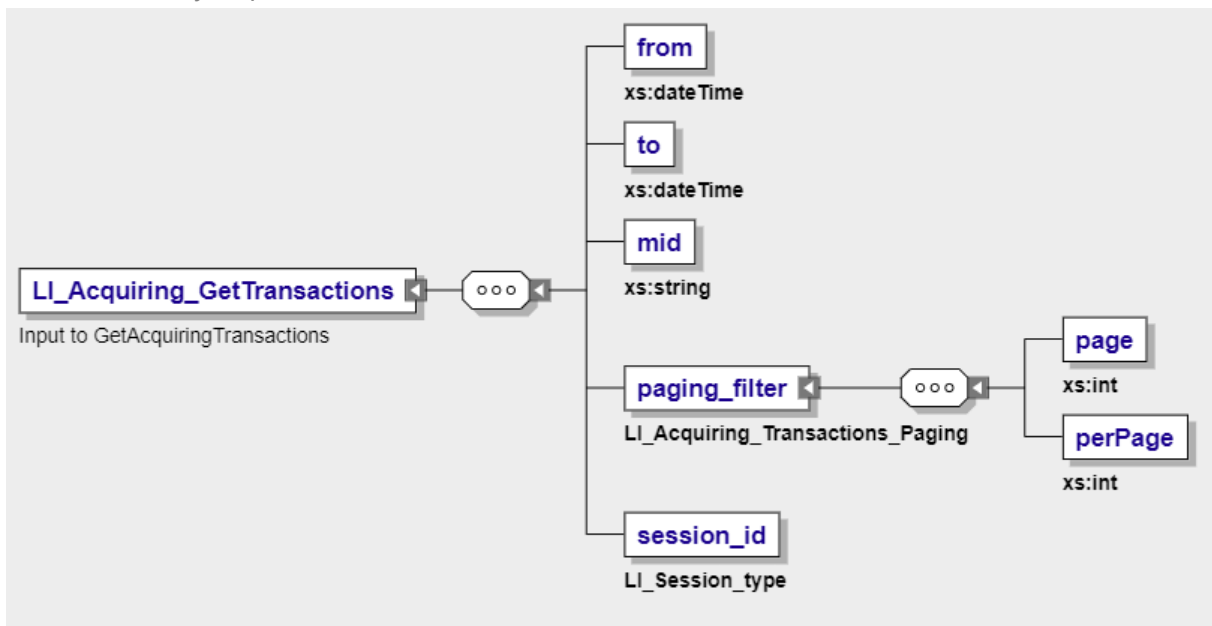 from
xs:dateTime
to
xs:dateTime
mid
xs:string
LI_Acquiring_GetTransactions
Input to GetAcquiringTransactions
page
xs:int
paging_filter
LI_Acquiring_Transactions_Paging
perPage
xs:int
session_id
LI_Session_type